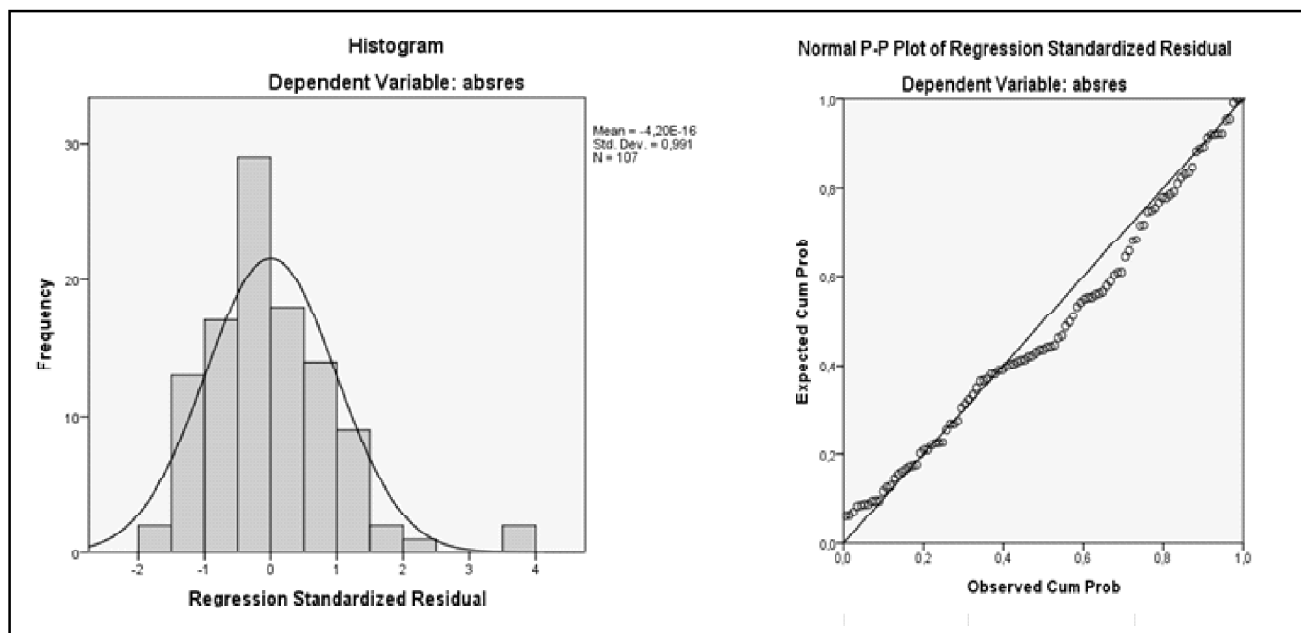 Histogram
Dependent Variable: absres
Mean = -4,20E-16
Std. Dev. = 0,991
N = 107
30
20
10
0
Frequency
-2 -1 0 1 2 3 4
Regression Standardized Residual
Normal P-P Plot of Regression Standardized Residual
Dependent Variable: absres
1,0
0,8
0,6
0,4
0,2
0,0
Expected Cum Prob
0,0 0,2 0,4 0,6 0,8 1,0
Observed Cum Prob